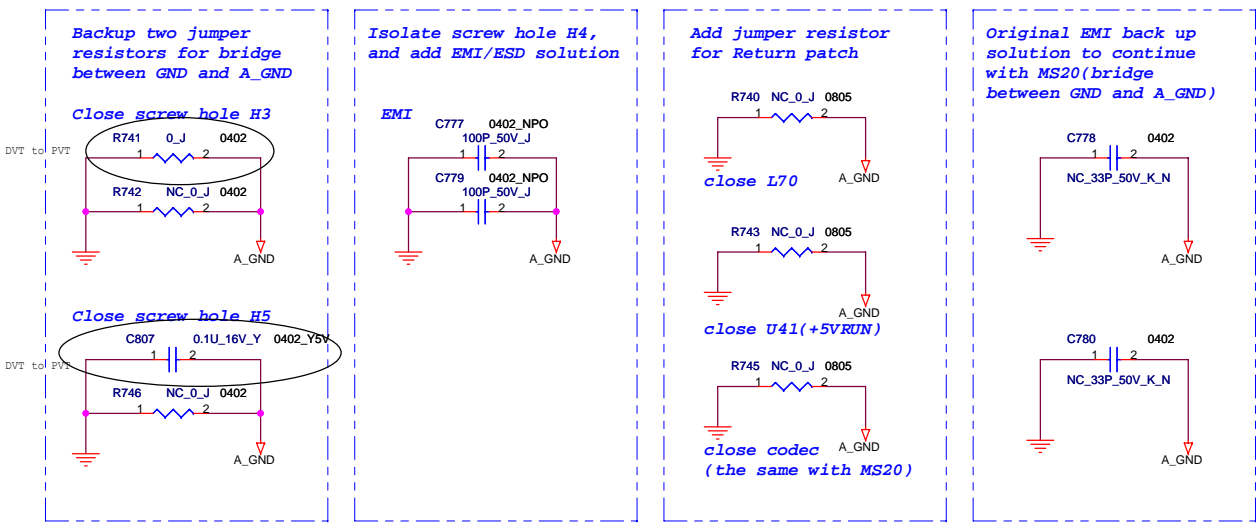 Backup two jumper
resistors for bridge
between GND and A_GND
Close screw hole H3
R741 0_J 0402
DVT to PVT
1 2
R742 NC_0_J 0402
1 2
A_GND
Close screw hole H5
C807 0.1U_16V_Y 0402_Y5V
1 2
DVT to PVT
R746 NC_0_J 0402
1 2
A_GND
Isolate screw hole H4,
and add EMI/ESD solution
EMI
C777 0402_NPO
100P_50V_J
1 2
C779 0402_NPO
100P_50V_J
1 2
A_GND
Add jumper resistor
for Return patch
R740 NC_0_J 0805
1 2
A_GND
close L70
R743 NC_0_J 0805
1 2
A_GND
close U41(+5VRUN)
R745 NC_0_J 0805
1 2
A_GND
close codec
(the same with MS20)
Original EMI back up
solution to continue
with MS20(bridge
between GND and A_GND)
C778 0402
1 2
NC_33P_50V_K_N
A_GND
C780 0402
1 2
NC_33P_50V_K_N
A_GND